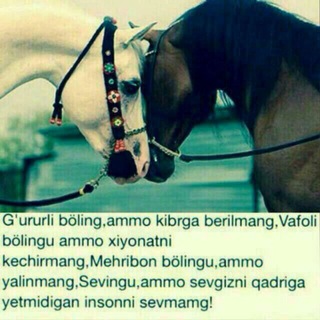 G'ururli böling,ammo kibrga berilmang,Vafoli
bölingu ammo xiyonatni
kechirmang,Mehribon bölingu,ammo
yalinmang,Sevingu,ammo sevgizni qadriga
yetmidigan insonni sevmamg!